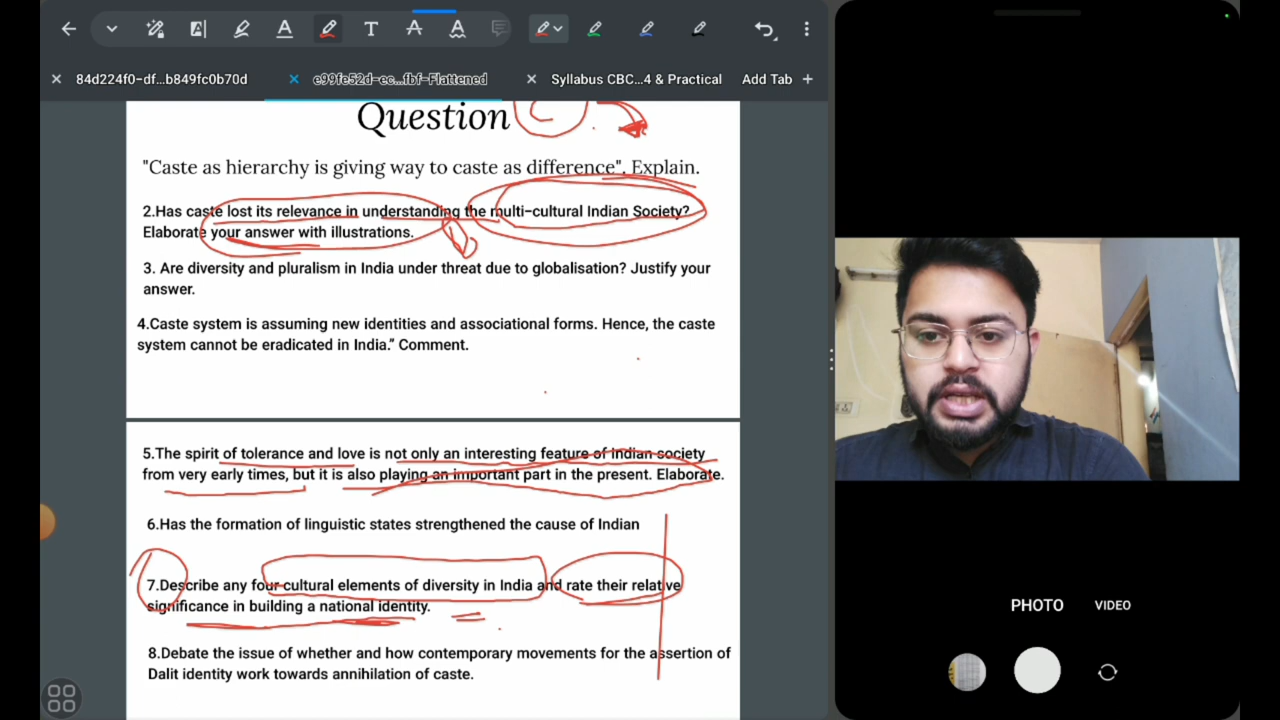 84d224f0-df...b849fc0b70d
e99fe52d-ec...fbf-Flattened
Syllabus CBC...4 & Practical
Add Tab +
Question
"Caste as hierarchy is giving way to caste as difference". Explain.
2.Has caste lost its relevance in understanding the multi-cultural Indian Society?
Elaborate your answer with illustrations.
3. Are diversity and pluralism in India under threat due to globalisation? Justify your
answer.
4.Caste system is assuming new identities and associational forms. Hence, the caste
system cannot be eradicated in India.” Comment.
5.The spirit of tolerance and love is not only an interesting feature of Indian society
from very early times, but it is also playing an important part in the present. Elaborate.
6.Has the formation of linguistic states strengthened the cause of Indian
7.Describe any four cultural elements of diversity in India and rate their relative
significance in building a national identity.
8.Debate the issue of whether and how contemporary movements for the assertion of
Dalit identity work towards annihilation of caste.
PHOTO
VIDEO